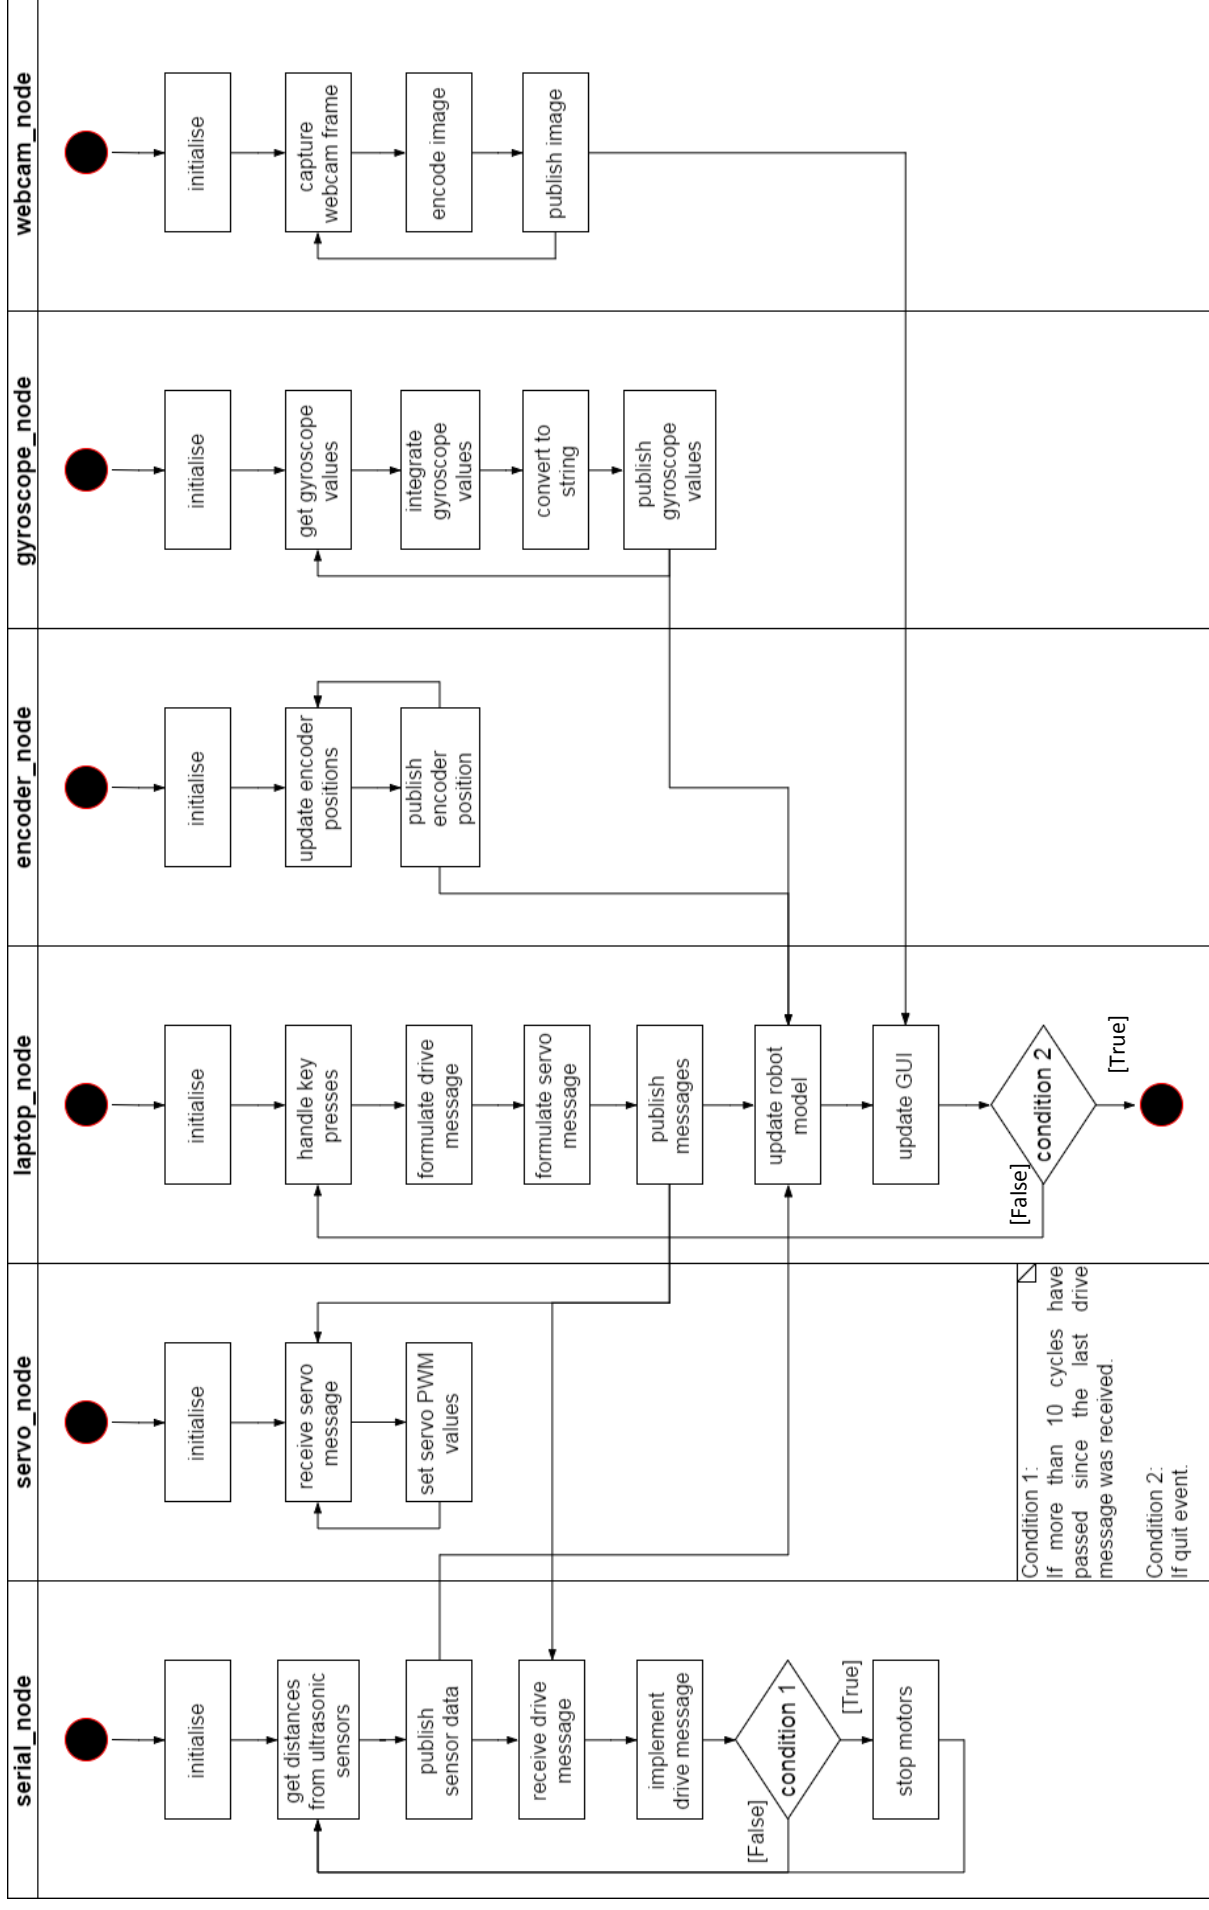 serial_node
initialise
get distances
from ultrasonic
sensors
publish
sensor data
receive drive
message
implement
drive message
condition 1
[False]
[True]
stop motors
servo_node
initialise
receive servo
message
set servo PWM
values
Condition 1:
If more than 10 cycles have
passed since the last drive
message was received.
Condition 2:
If quit event.
laptop_node
initialise
handle key
presses
formulate drive
message
formulate servo
message
publish
messages
update robot
model
update GUI
condition 2
[False]
[True]
encoder_node
initialise
update encoder
positions
publish
encoder
position
gyroscope_node
initialise
get gyroscope
values
integrate
gyroscope
values
convert to
string
publish
gyroscope
values
webcam_node
initialise
capture
webcam frame
encode image
publish image